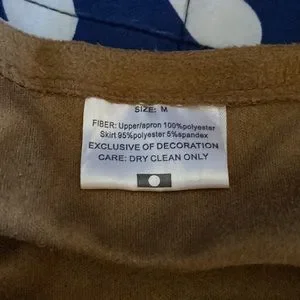 SIZE: M
FIBER: Upper/apron 100%polyester
Skirt 95%polyester 5%spandex
EXCLUSIVE OF DECORATION
CARE: DRY CLEAN ONLY